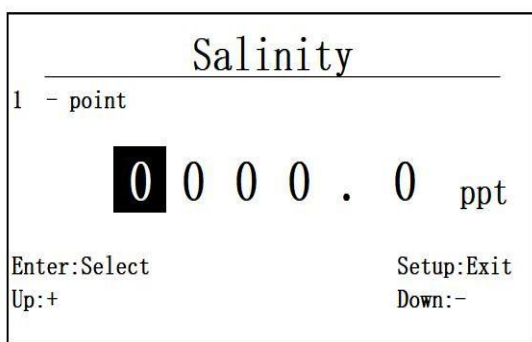 Salinity
1 - point
0 0 0 0 . 0 ppt
Enter:Select Setup:Exit
Up:+ Down:-